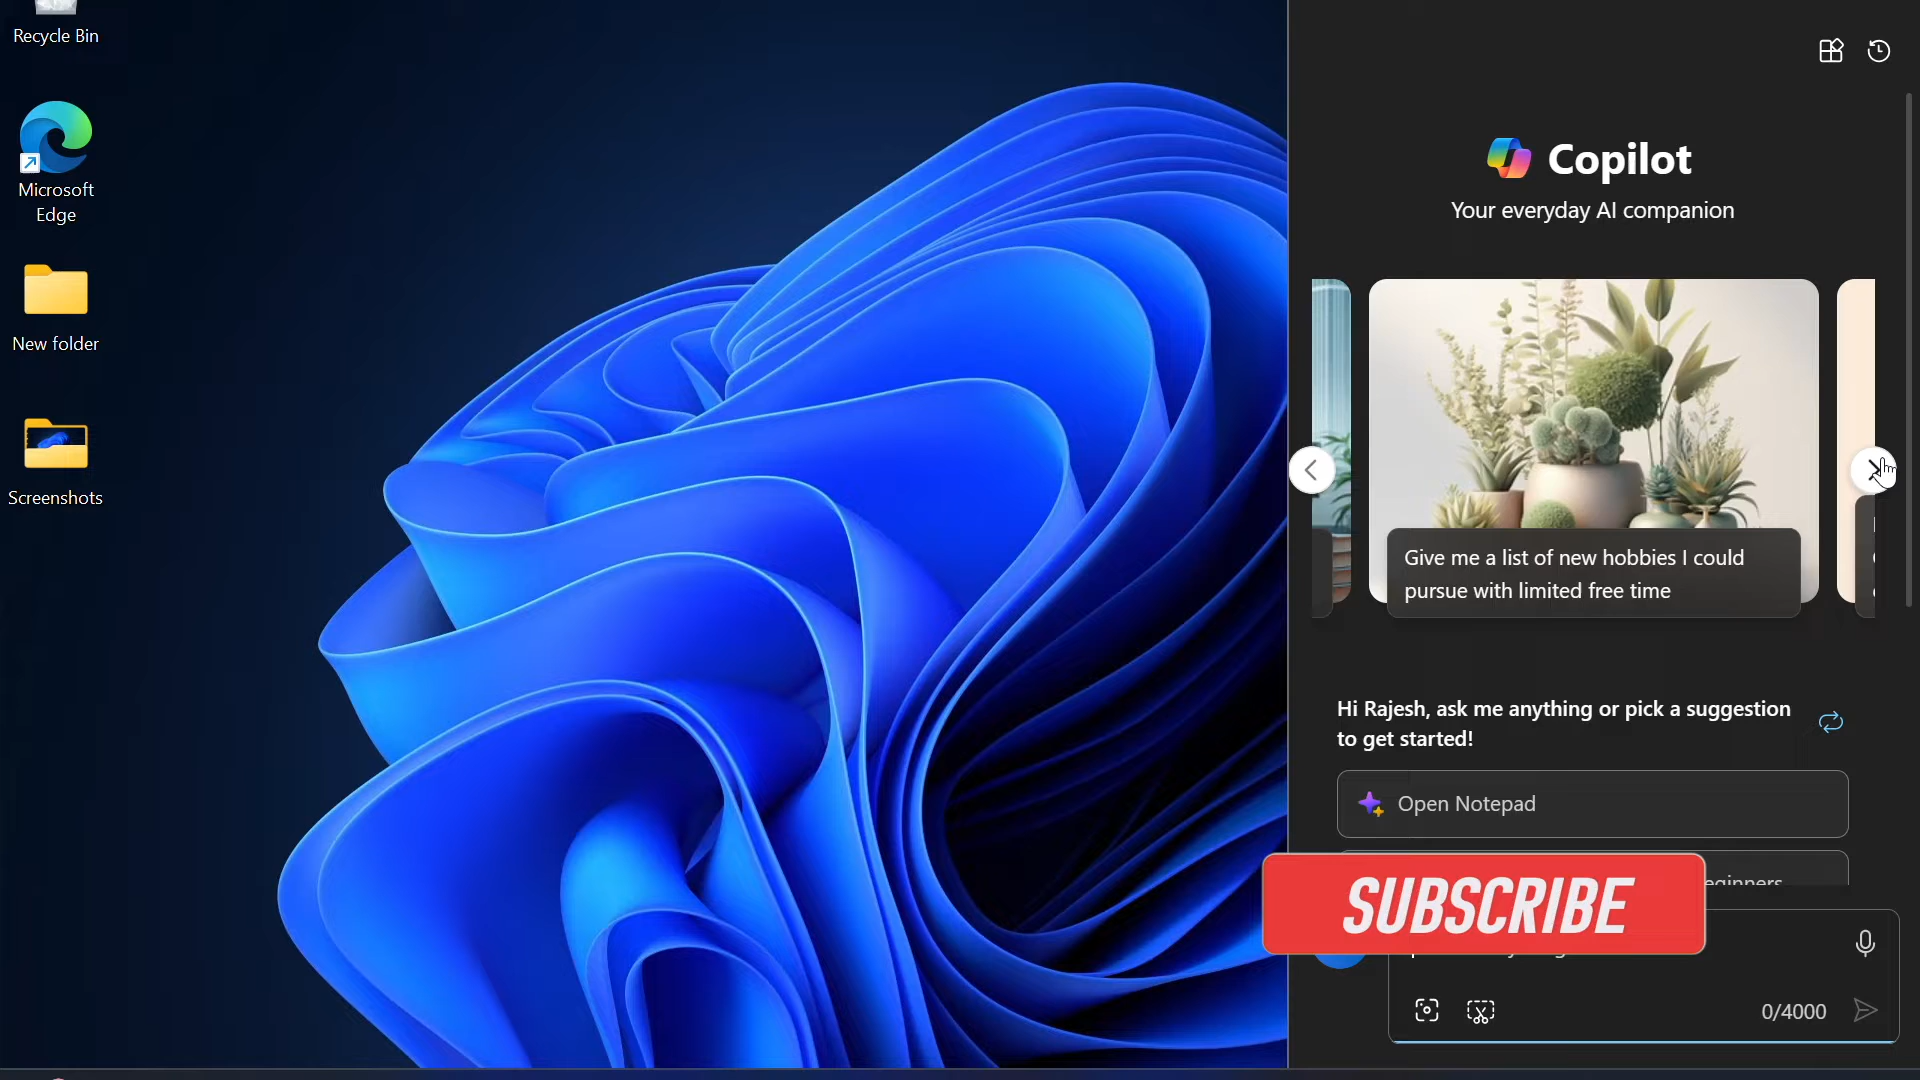 Recycle Bin
Microsoft
Edge
New folder
Screenshots
Copilot
Your everyday AI companion
Give me a list of new hobbies I could
pursue with limited free time
Hi Rajesh, ask me anything or pick a suggestion
to get started!
Open Notepad
SUBSCRIBE
0/4000